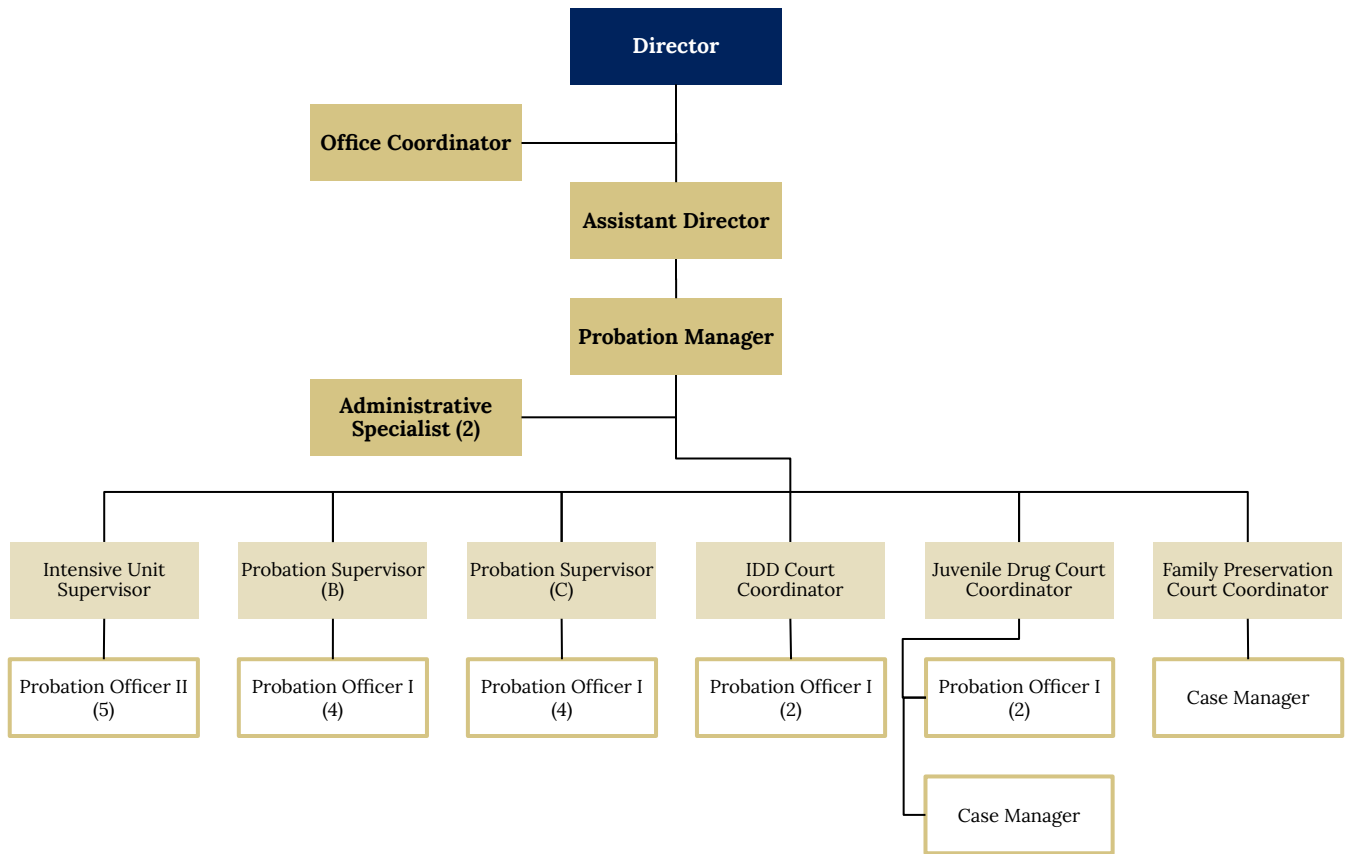 Director
Office Coordinator
Assistant Director
Probation Manager
Administrative
Specialist (2)
Intensive Unit
Supervisor
Probation Supervisor
(B)
Probation Supervisor
(C)
IDD Court
Coordinator
Juvenile Drug Court
Coordinator
Family Preservation
Court Coordinator
Probation Officer II
(5)
Probation Officer I
(4)
Probation Officer I
(4)
Probation Officer I
(2)
Probation Officer I
(2)
Case Manager
Case Manager